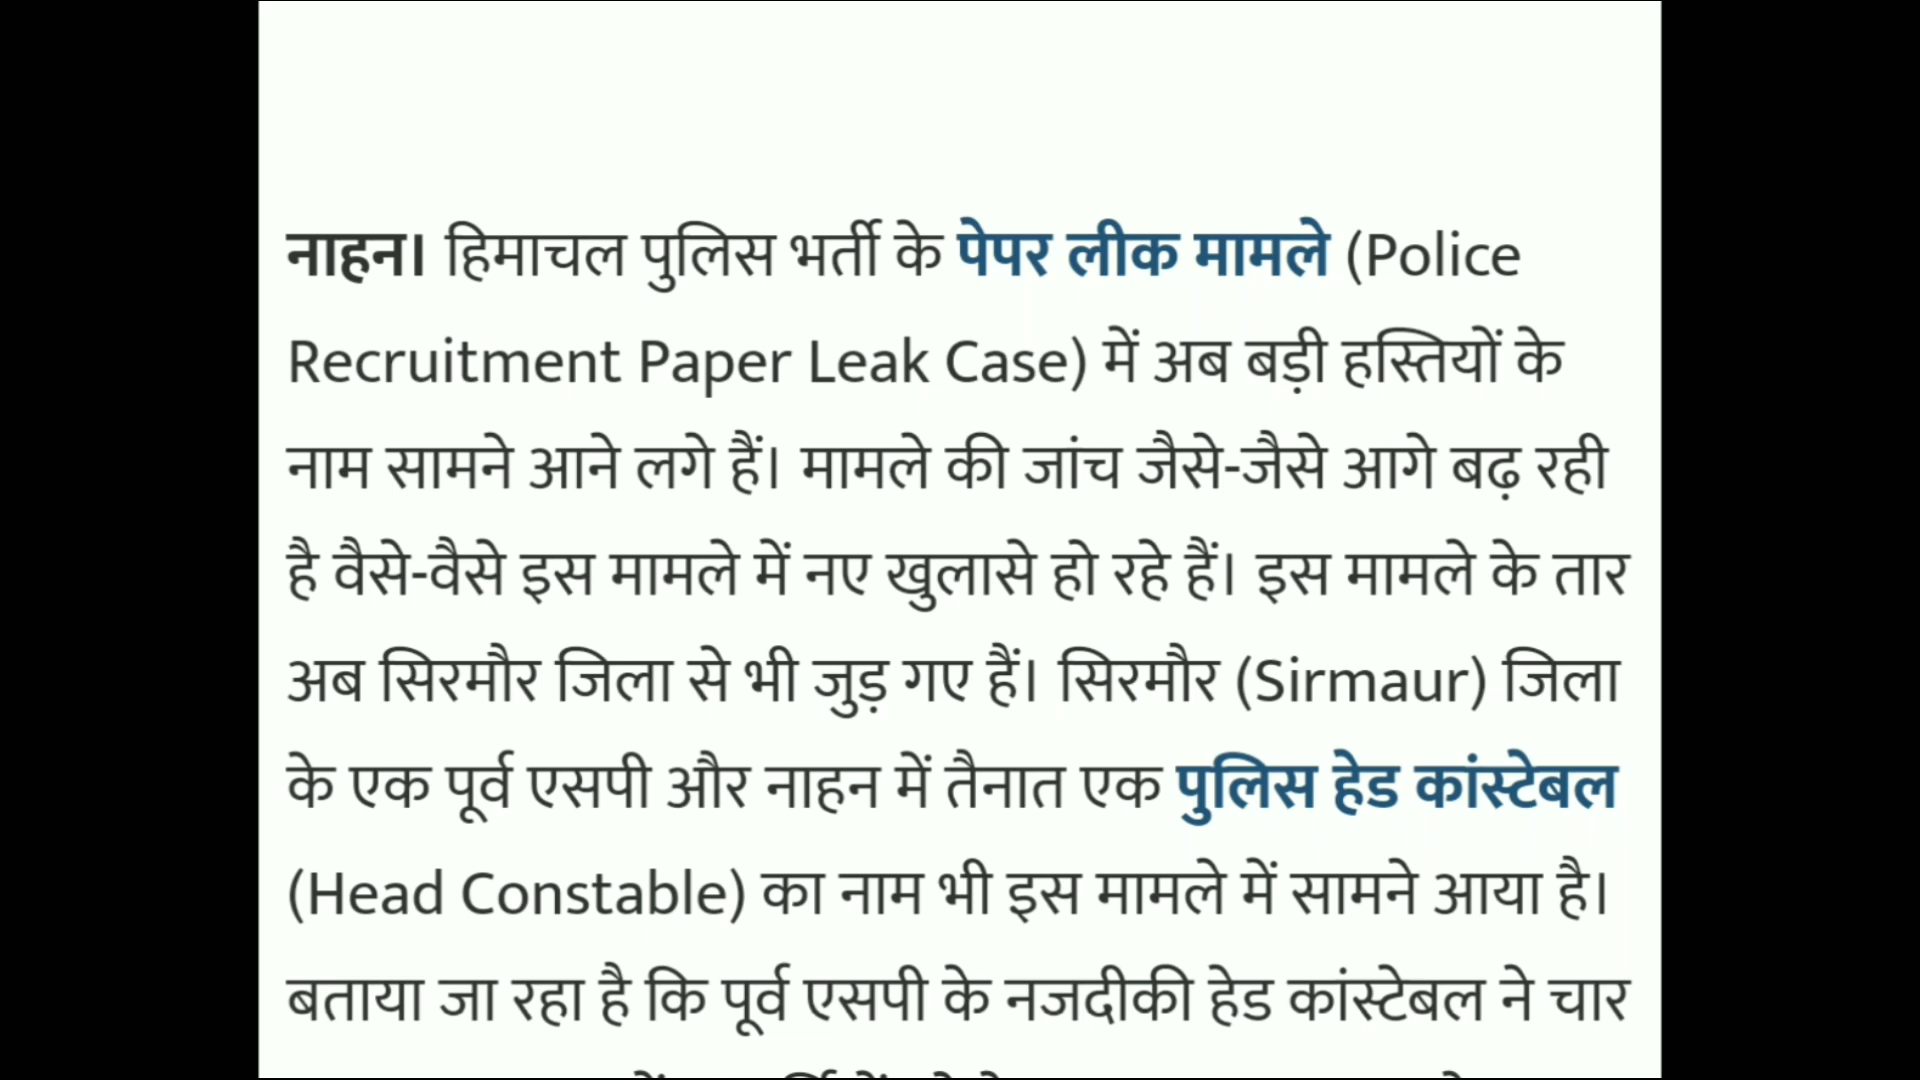 नाहन। हिमाचल पुलिस भर्ती के पेपर लीक मामले (Police
Recruitment Paper Leak Case) में अब बड़ी हस्तियों के
नाम सामने आने लगे हैं। मामले की जांच जैसे-जैसे आगे बढ़ रही
है वैसे-वैसे इस मामले में नए खुलासे हो रहे हैं। इस मामले के तार
अब सिरमौर जिला से भी जुड़ गए हैं। सिरमौर (Sirmaur) जिला
के एक पूर्व एसपी और नाहन में तैनात एक पुलिस हेड कांस्टेबल
(Head Constable) का नाम भी इस मामले में सामने आया है।
बताया जा रहा है कि पूर्व एसपी के नजदीकी हेड कांस्टेबल ने चार